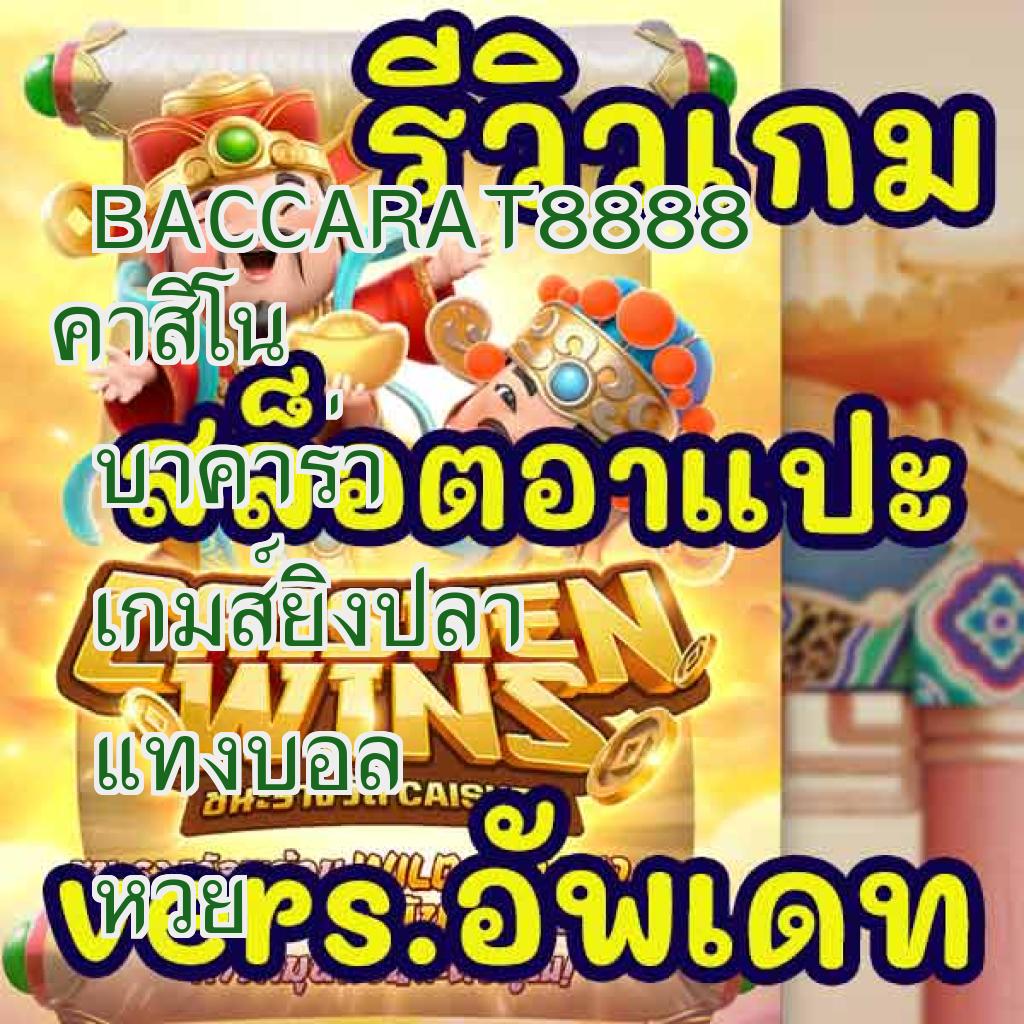 รีวิวเกม
BACCARAT8888
คาสิโน
สล็อตอาแปะ
บาคาร่า
เกมส์ยิงปลา
WINS
แทงบอล
vers.อัพเดท
หวย